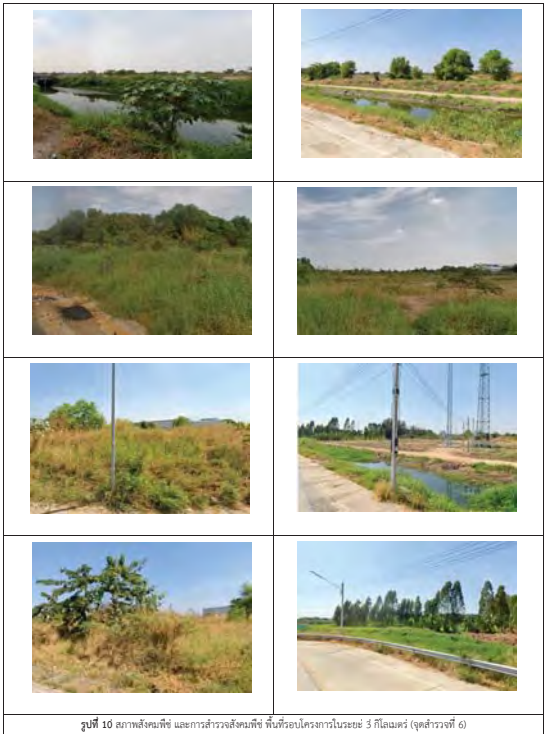 รูปที่ 10 สภาพสังคมพืช และการสำรวจสังคมพืช พื้นที่รอบโครงการในระยะ 3 กิโลเมตร (จุดสำรวจที่ 6)